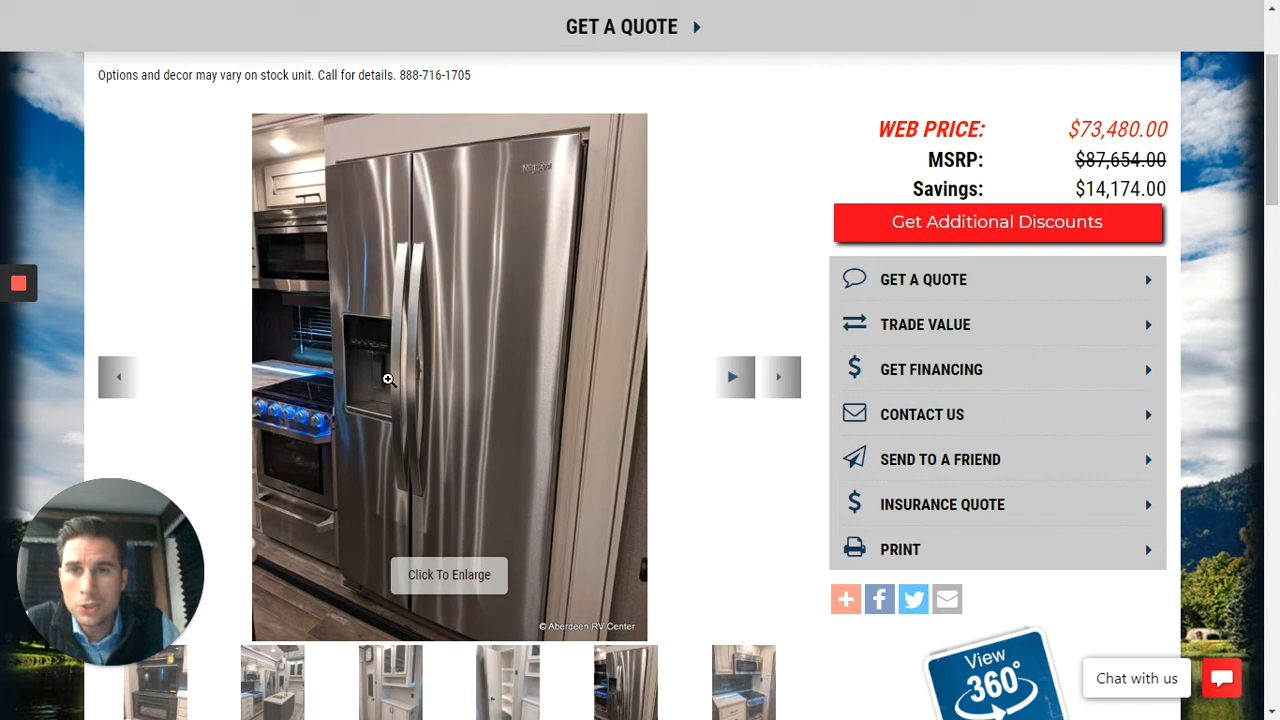 GET A QUOTE
Options and decor may vary on stock unit. Call for details. 888-716-1705
WEB PRICE: $73,480.00
MSRP: $87,654.00
Savings: $14,174.00
Get Additional Discounts
GET A QUOTE
TRADE VALUE
GET FINANCING
CONTACT US
SEND TO A FRIEND
INSURANCE QUOTE
PRINT
Click To Enlarge
© Aberdeen RV Center
View
360°
Chat with us